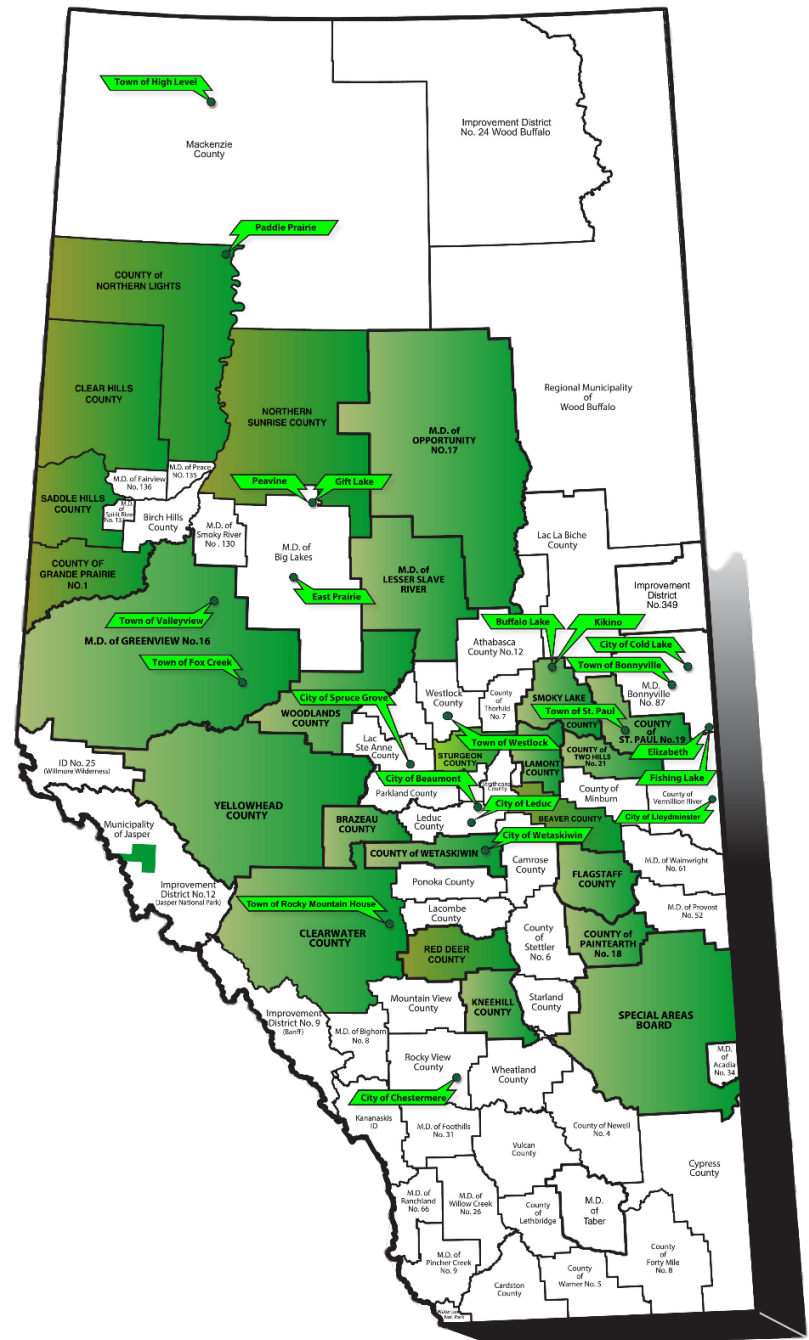 Town of High Level
Mackenzie
County
Improvement District
No. 24 Wood Buffalo
Paddle Prairie
COUNTY of
NORTHERN LIGHTS
CLEAR HILLS
COUNTY
NORTHERN
SUNRISE COUNTY
M.D. of
OPPORTUNITY
NO.17
Regional Municipality
of
Wood Buffalo
M.D. of Fairview
No. 136
M.D. of Peace
No. 135
Peavine
Gift Lake
SADDLE HILLS
COUNTY
M.D.
of
Spirit River
No. 133
Birch Hills
County
M.D. of
Smoky River
No . 130
M.D. of
Big Lakes
Lac La Biche
County
COUNTY OF
GRANDE PRAIRIE
NO.1
M.D. of
LESSER SLAVE
RIVER
Improvement
District
No.349
East Prairie
Town of Valleyview
M.D. of GREENVIEW No.16
Town of Fox Creek
Buffalo Lake
Kikino
Athabasca
County No.12
City of Cold Lake
Town of Bonnyville
M.D.
Bonnyville
No. 87
City of Spruce Grove
WOODLANDS
COUNTY
Westlock
County
County
of
Thorhild
No. 7
SMOKY LAKE
COUNTY
Town of St. Paul
COUNTY
of
ST. PAUL No.19
Town of Westlock
Lac
Ste Anne
County
STURGEON
COUNTY
LAMONT
COUNTY
COUNTY of
TWO HILLS
No. 21
Elizabeth
Fishing Lake
ID No. 25
(Willmore Wilderness)
City of Beaumont
Parkland County
Strathcona
County
County of
Minburn
County of
Vermillion River
YELLOWHEAD
COUNTY
City of Leduc
City of Lloydminster
BRAZEAU
COUNTY
Leduc
County
BEAVER COUNTY
Municipality
of Jasper
City of Wetaskiwin
COUNTY of WETASKIWIN
Camrose
County
M.D. of Wainwright
No. 61
FLAGSTAFF
COUNTY
Ponoka County
Improvement
District No.12
(Jasper National Park)
Town of Rocky Mountain House
Lacombe
County
M.D. of Provost
No. 52
CLEARWATER
COUNTY
County
of
Stettler
No. 6
COUNTY of
PAINTEARTH
No. 18
RED DEER
COUNTY
Mountain View
County
KNEEHILL
COUNTY
Starland
County
SPECIAL AREAS
BOARD
Improvement
District No. 9
(Banff)
M.D. of Bighorn
No. 8
Rocky View
County
Wheatland
County
M.D.
of
Acadia
No. 34
City of Chestermere
Kananaskis
ID
M.D. of Foothills
No. 31
Vulcan
County
County of Newell
No. 4
Cypress
County
M.D. of
Ranchland
No. 66
M.D. of
Willow Creek
No. 26
County
of
Lethbridge
M.D.
of
Taber
M.D. of
Pincher Creek
No. 9
Cardston
County
County
of
Warner No. 5
County
of
Forty Mile
No. 8
Nat. Park